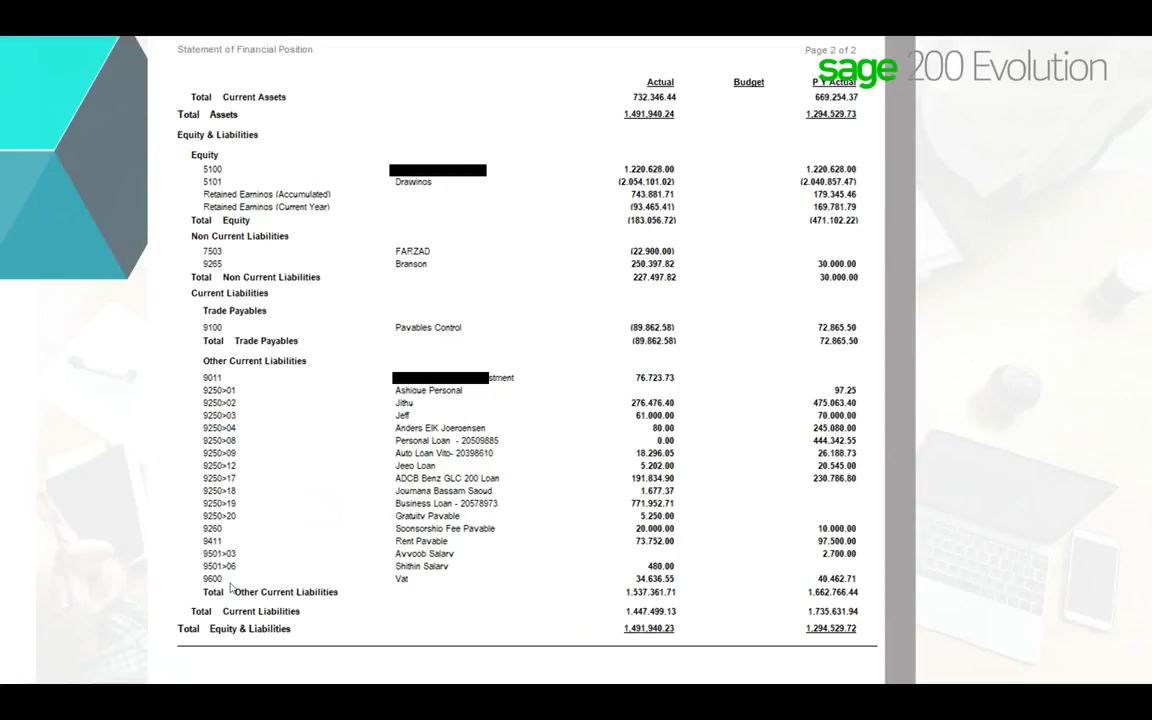 Statement of Financial Position Page 2 of 2
sage 200 Evolution
Actual Budget P Y Actual
Total Current Assets 732.346.44 669.254.37
Total Assets 1,491,940.24 1,294,529.73
Equity & Liabilities
Equity
5100 1.220.628.00 1.220.628.00
5101 Drawings (2.054.101.02) (2.040.857.47)
Retained Earnings (Accumulated) 743.881.71 179.345.46
Retained Earnings (Current Year) (93.465.41) 169.781.79
Total Equity (183.056.72) (471.102.22)
Non Current Liabilities
7503 FARZAD (22.900.00)
9265 Branson 250.397.82 30.000.00
Total Non Current Liabilities 227.497.82 30.000.00
Current Liabilities
Trade Payables
9100 Payables Control (89.862.58) 72.865.50
Total Trade Payables (89.862.58) 72.865.50
Other Current Liabilities
9011 stment 76.723.73
9250>01 Ashique Personal 97.25
9250>02 Jithu 276.476.40 475.063.40
9250>03 Jeff 61.000.00 70.000.00
9250>04 Anders EIK Joergensen 80.00 245.080.00
9250>08 Personal Loan - 20509885 0.00 444.342.55
9250>09 Auto Loan Vito- 20398610 18.296.05 26.188.73
9250>12 Jeep Loan 5.202.00 20.545.00
9250>17 ADCB Benz GLC 200 Loan 191.834.90 230.786.80
9250>18 Joumana Bassam Saoud 1.677.37
9250>19 Business Loan - 20578973 771.952.71
9250>20 Gratuity Payable 5.250.00
9260 Sponsorship Fee Payable 20.000.00 10.000.00
9411 Rent Payable 73.752.00 97.500.00
9501>03 Ayyoob Salary 2.700.00
9501>06 Shithin Salary 480.00
9600 Vat 34.636.55 40.462.71
Total Other Current Liabilities 1.537.361.71 1.662.766.44
Total Current Liabilities 1.447.499.13 1.735.631.94
Total Equity & Liabilities 1,491,940.23 1,294,529.72